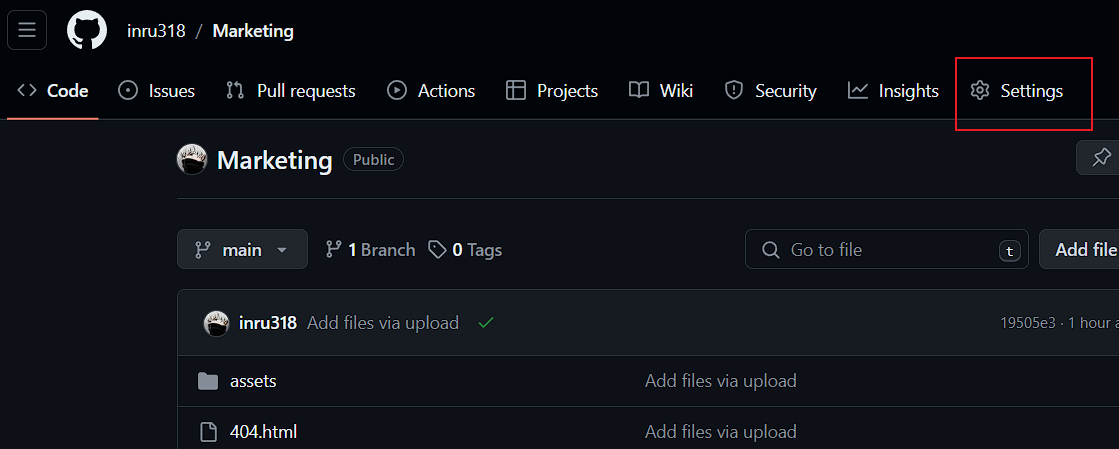 inru318 / Marketing
Code Issues Pull requests Actions Projects Wiki Security Insights Settings
Marketing Public
main 1 Branch 0 Tags Go to file t Add file
inru318 Add files via upload 19505e3 · 1 hour
assets Add files via upload
404.html Add files via upload